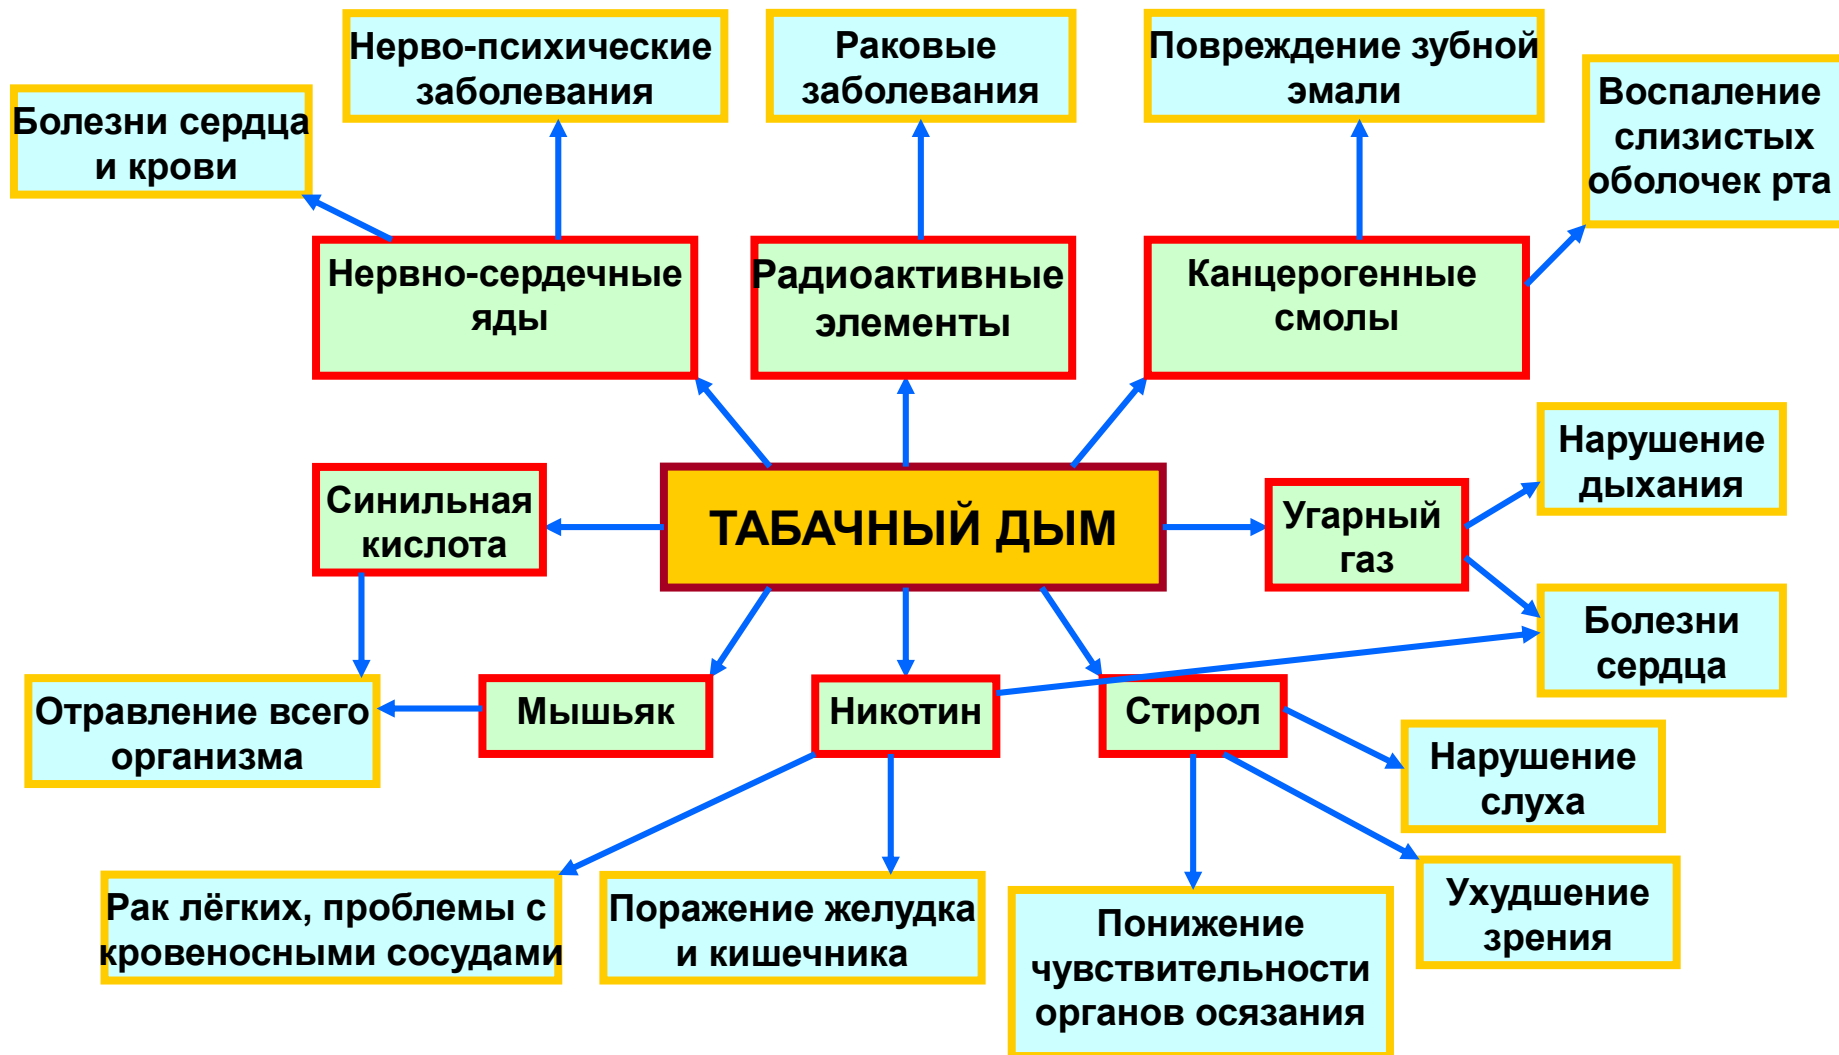 Нерво-психические
заболевания
Раковые
заболевания
Повреждение зубной
эмали
Воспаление
слизистых
оболочек рта
Болезни сердца
и крови
Нервно-сердечные
яды
Радиоактивные
элементы
Канцерогенные
смолы
Нарушение
дыхания
Синильная
кислота
ТАБАЧНЫЙ ДЫМ
Угарный
газ
Болезни
сердца
Отравление всего
организма
Мышьяк
Никотин
Стирол
Нарушение
слуха
Рак лёгких, проблемы с
кровеносными сосудами
Поражение желудка
и кишечника
Понижение
чувствительности
органов осязания
Ухудшение
зрения